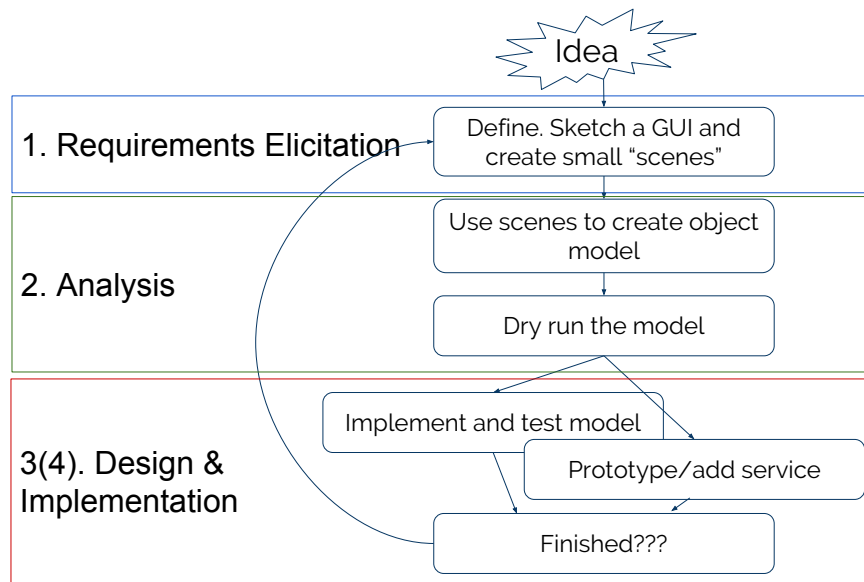 Idea
1. Requirements Elicitation
Define. Sketch a GUI and
create small “scenes”
Use scenes to create object
model
2. Analysis
Dry run the model
Implement and test model
3(4). Design &
Implementation
Prototype/add service
Finished???